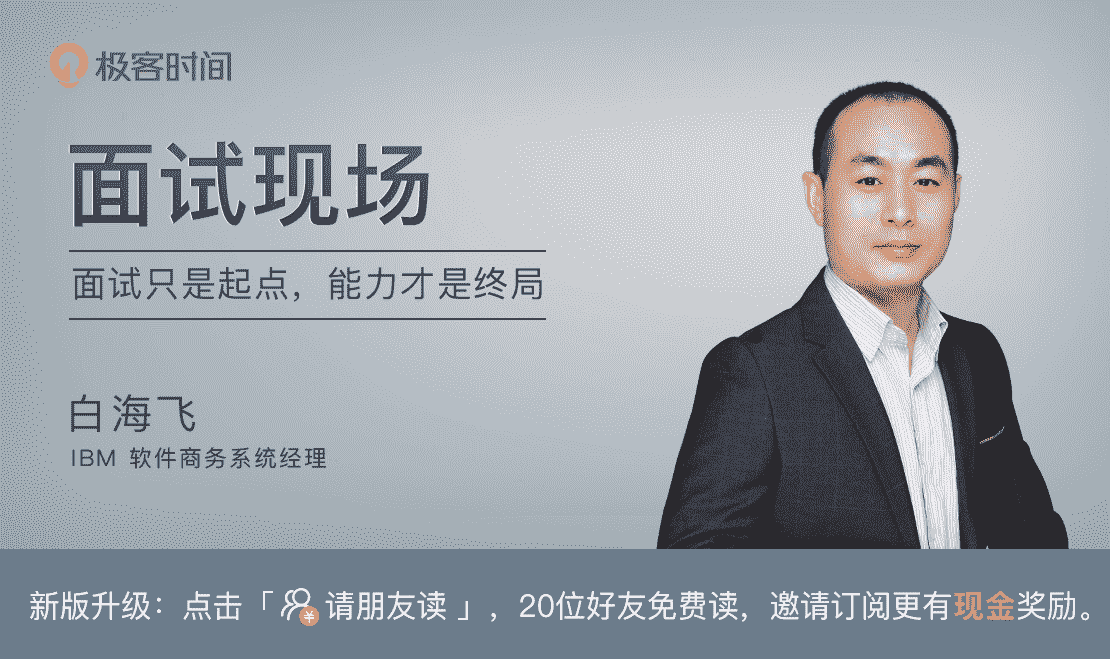 极客时间
面试现场
面试只是起点，能力才是终局
白海飞
IBM 软件商务系统经理
新版升级：点击「 ¥ 请朋友读 」，20位好友免费读，邀请订阅更有现金奖励。